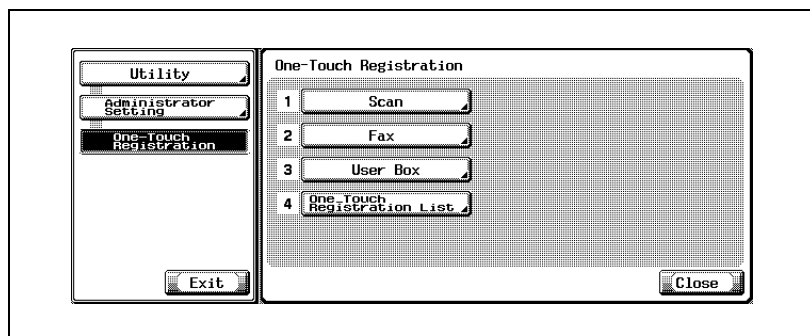 Utility
Administrator
Setting
One-Touch
Registration
Exit
One-Touch Registration
1 Scan
2 Fax
3 User Box
4 One-Touch
Registration List
Close